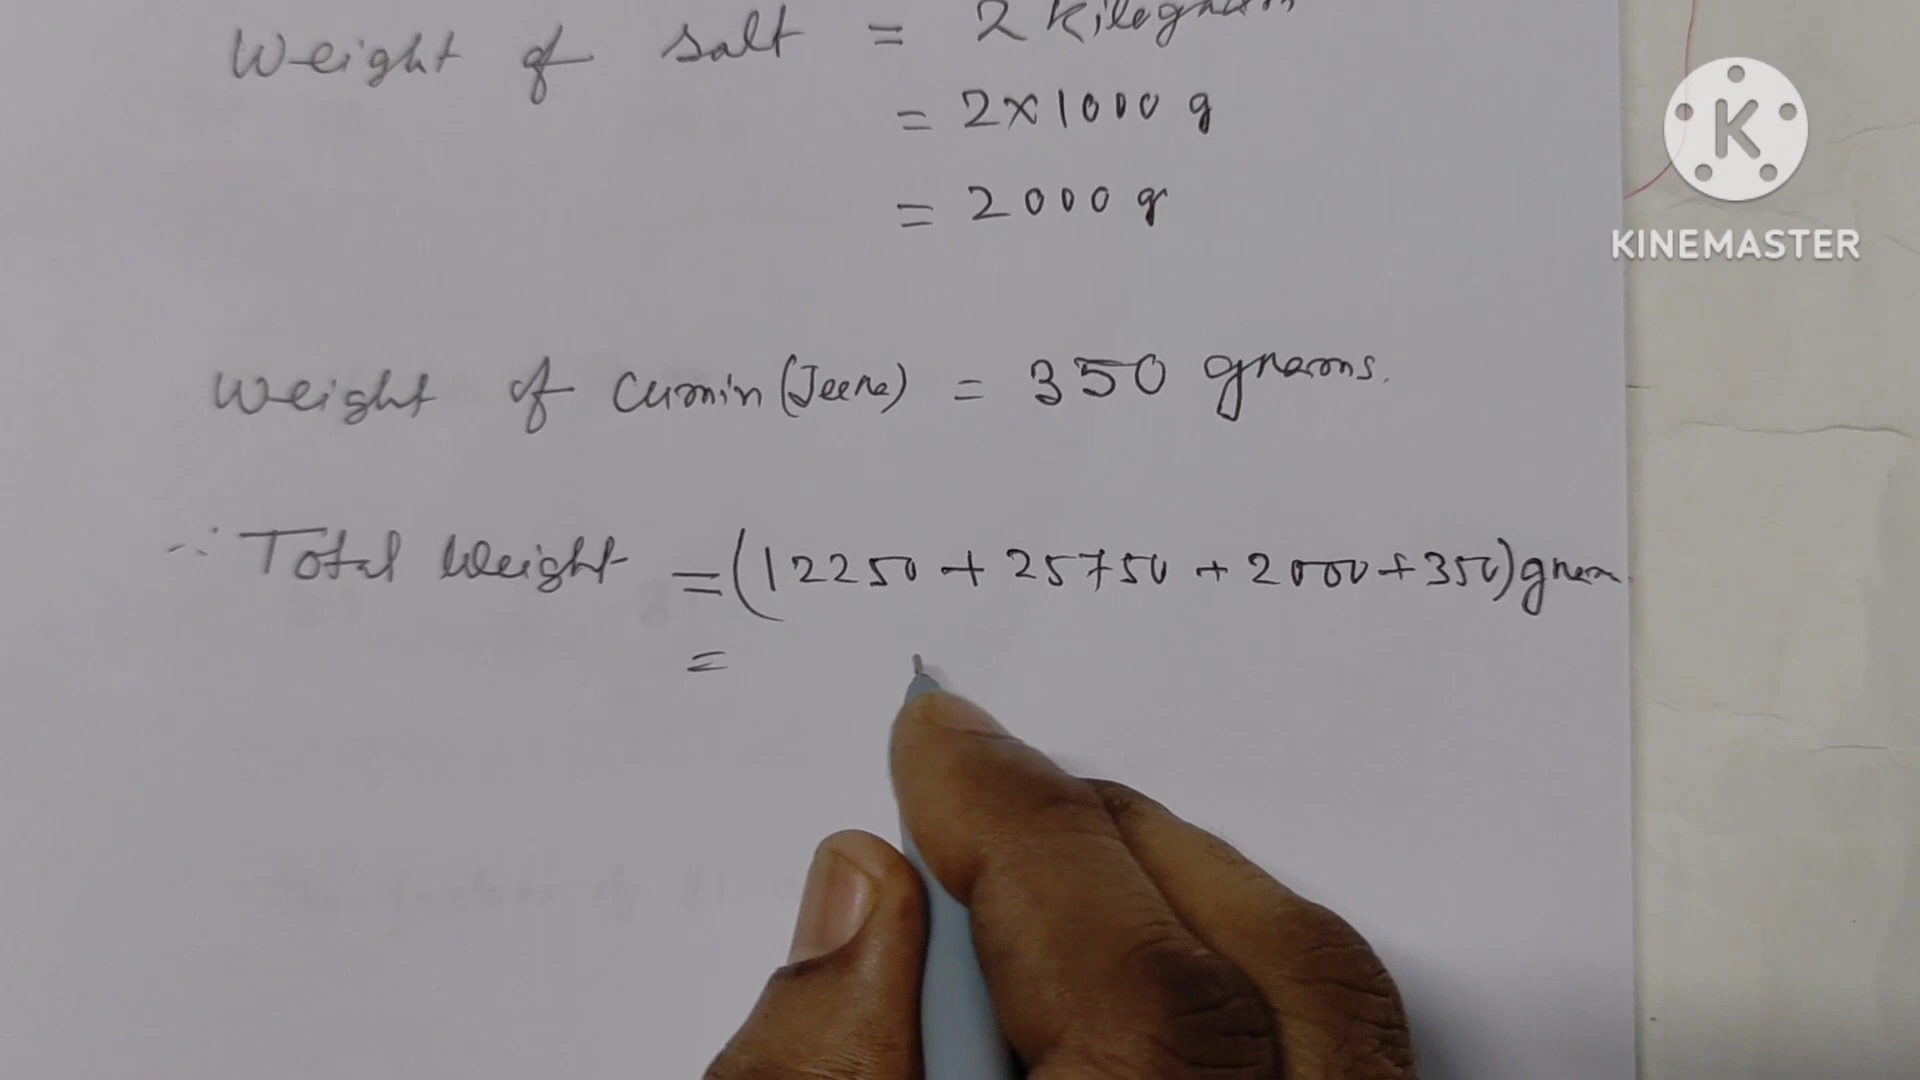 Weight of salt = 2 Kilogram
= 2×1000 g
K
= 2000 g
KINEMASTER
Weight of Cumin (Jeera) = 350 grams.
∴ Total Weight = (12250 + 25750 + 2000 + 350) gram
=